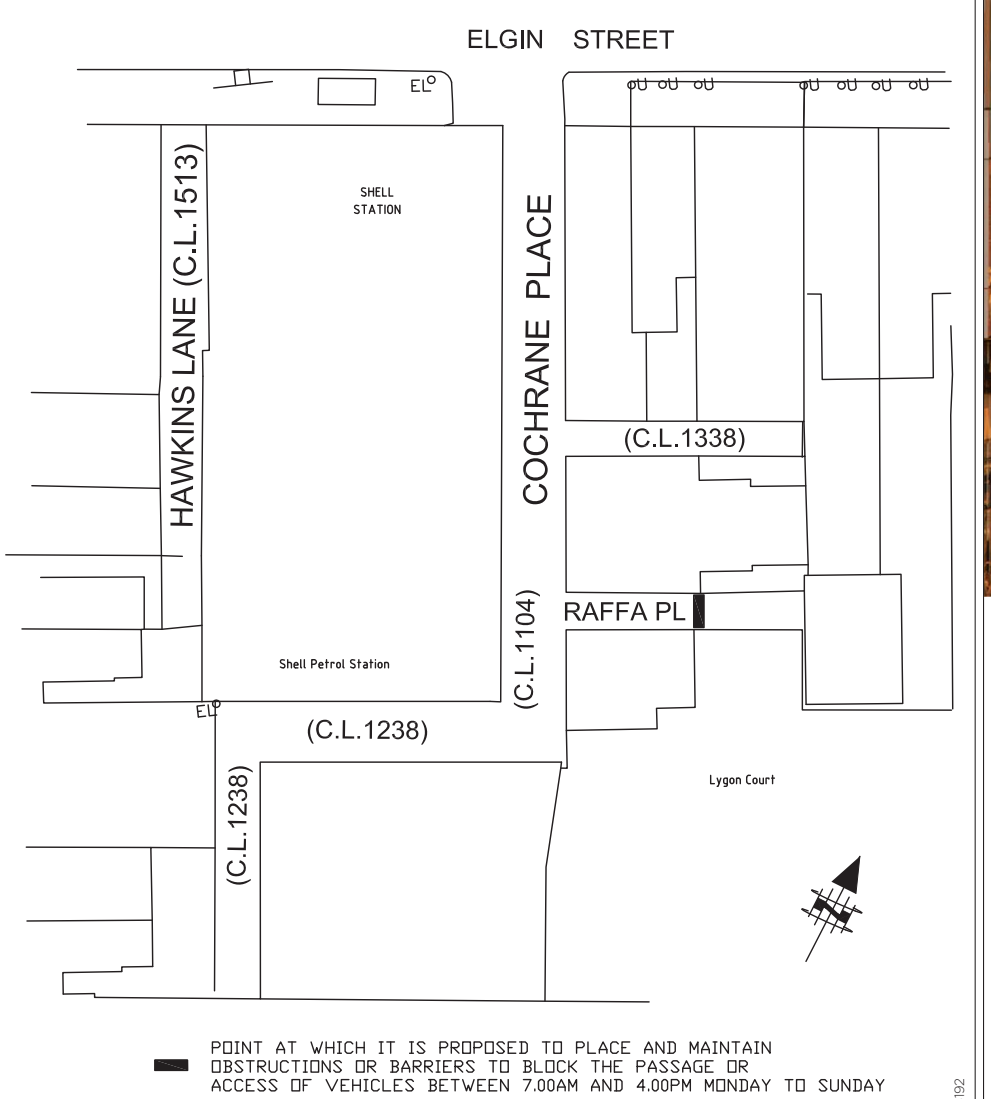 ELGIN STREET
EL
SHELL
STATION
HAWKINS LANE (C.L.1513)
COCHRANE PLACE
(C.L.1338)
(C.L.1104)
RAFFA PL
Shell Petrol Station
EL
(C.L.1238)
(C.L.1238)
Lygon Court
N
POINT AT WHICH IT IS PROPOSED TO PLACE AND MAINTAIN
OBSTRUCTIONS OR BARRIERS TO BLOCK THE PASSAGE OR
ACCESS OF VEHICLES BETWEEN 7.00AM AND 4.00PM MONDAY TO SUNDAY
192